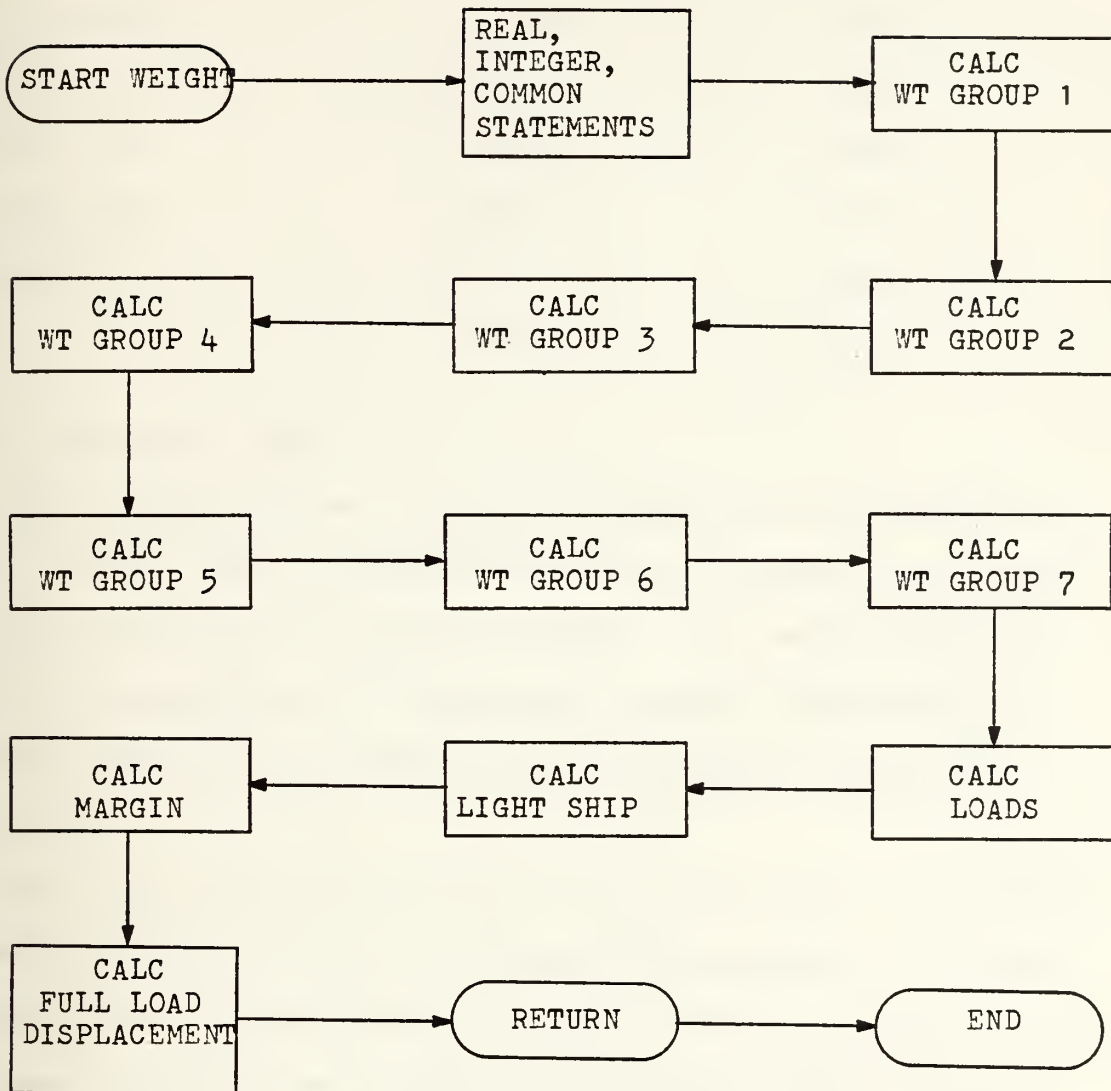 START WEIGHT
REAL,
INTEGER,
COMMON
STATEMENTS
CALC
WT GROUP 1
CALC
WT GROUP 2
CALC
WT GROUP 3
CALC
WT GROUP 4
CALC
WT GROUP 5
CALC
WT GROUP 6
CALC
WT GROUP 7
CALC
LOADS
CALC
LIGHT SHIP
CALC
MARGIN
CALC
FULL LOAD
DISPLACEMENT
RETURN
END